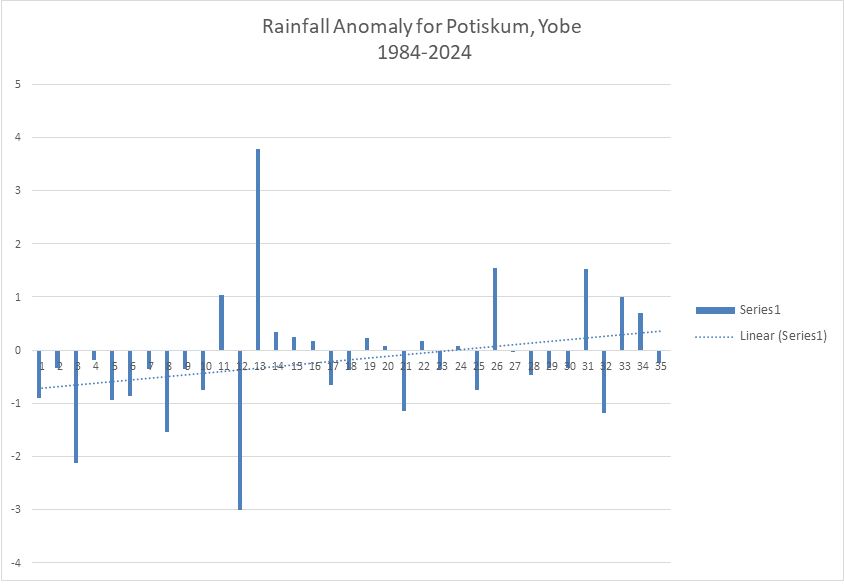 Rainfall Anomaly for Potiskum, Yobe
1984-2024
5
4
3
2
1
0
-1
-2
-3
-4
1 2 3 4 5 6 7 8 9 10 11 12 13 14 15 16 17 18 19 20 21 22 23 24 25 26 27 28 29 30 31 32 33 34 35
Series1
Linear (Series1)